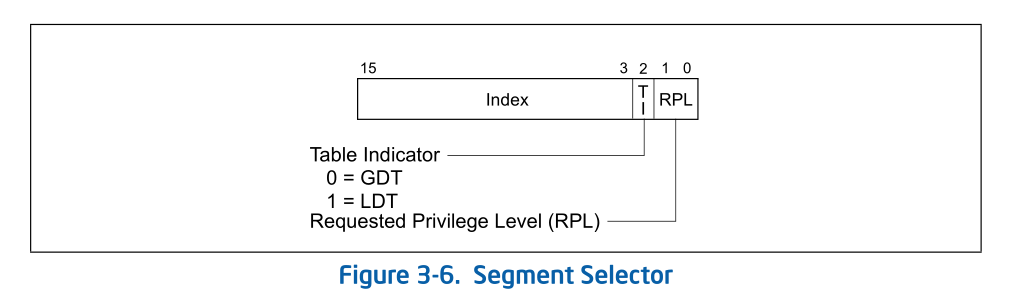 15 3 2 1 0
Index TI RPL
Table Indicator
0 = GDT
1 = LDT
Requested Privilege Level (RPL)
Figure 3-6. Segment Selector